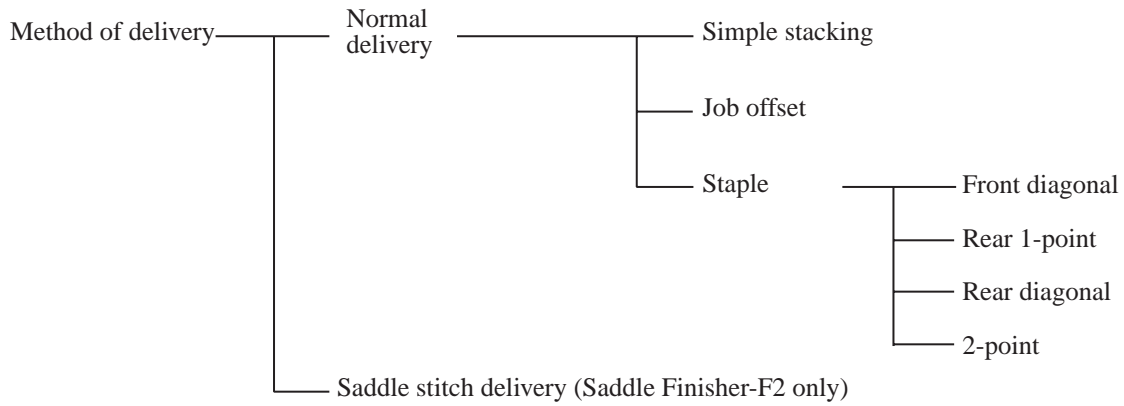 Method of delivery
Normal
delivery
Simple stacking
Job offset
Staple
Front diagonal
Rear 1-point
Rear diagonal
2-point
Saddle stitch delivery (Saddle Finisher-F2 only)